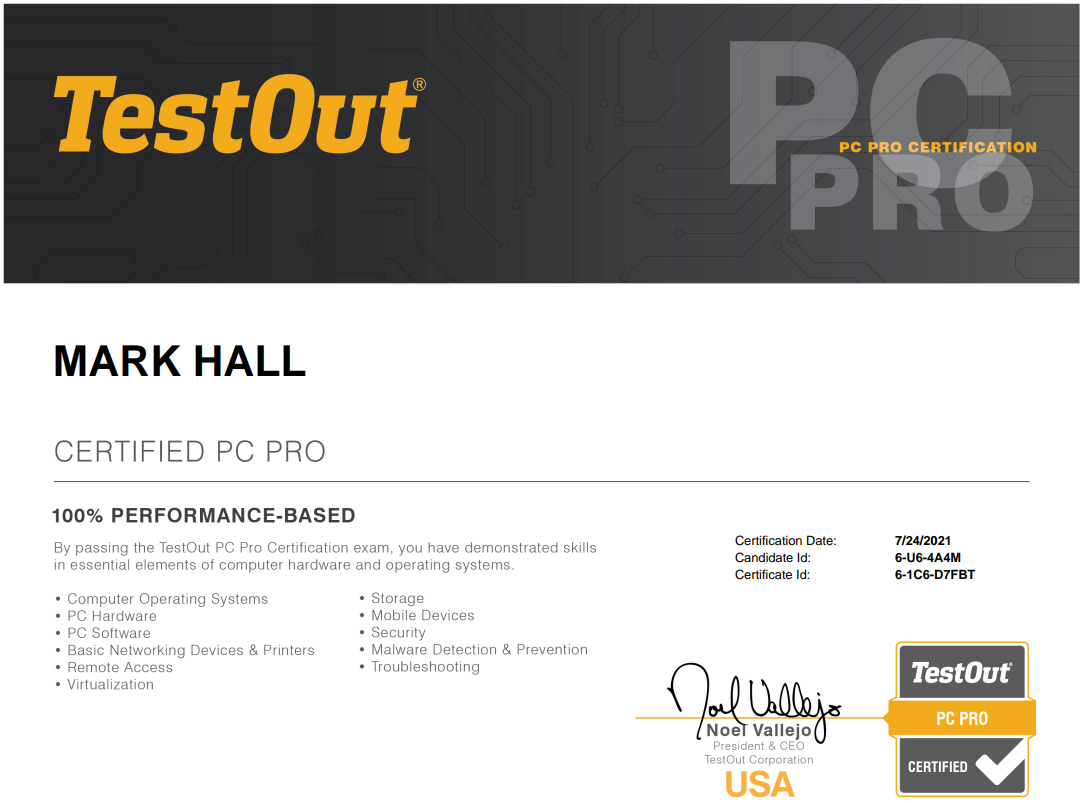 TestOut®
PC
PC PRO CERTIFICATION
PRO
MARK HALL
CERTIFIED PC PRO
100% PERFORMANCE-BASED
By passing the TestOut PC Pro Certification exam, you have demonstrated skills
in essential elements of computer hardware and operating systems.
• Computer Operating Systems
• PC Hardware
• PC Software
• Basic Networking Devices & Printers
• Remote Access
• Virtualization
• Storage
• Mobile Devices
• Security
• Malware Detection & Prevention
• Troubleshooting
Certification Date: 7/24/2021
Candidate Id: 6-U6-4A4M
Certificate Id: 6-1C6-D7FBT
Noel Vallejo
Noel Vallejo
President & CEO
TestOut Corporation
USA
TestOut®
PC PRO
CERTIFIED